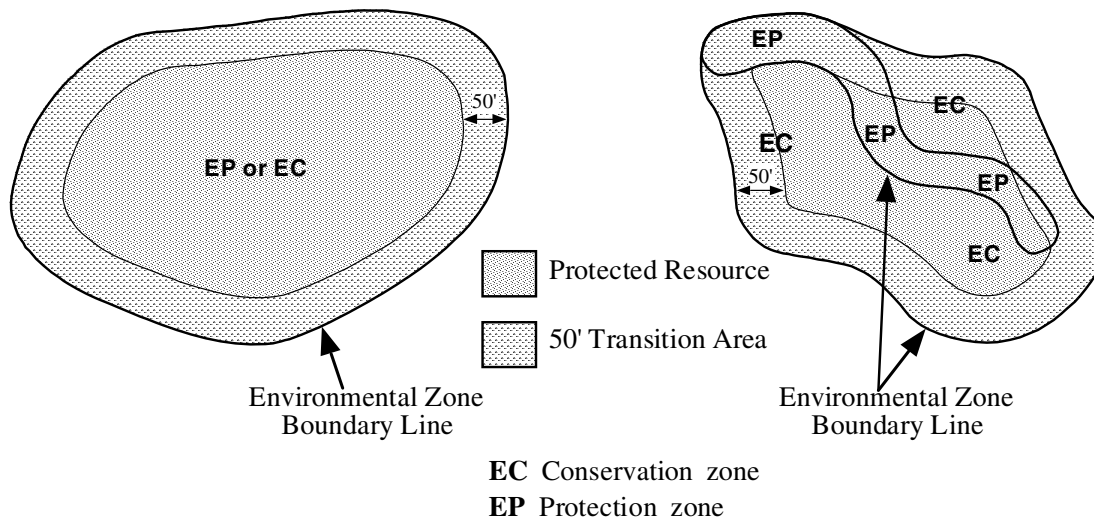 50'
EP or EC
Environmental Zone
Boundary Line
Protected Resource
50' Transition Area
EP
EC
EP
EC
50'
EP
EC
Environmental Zone
Boundary Line
EC Conservation zone
EP Protection zone